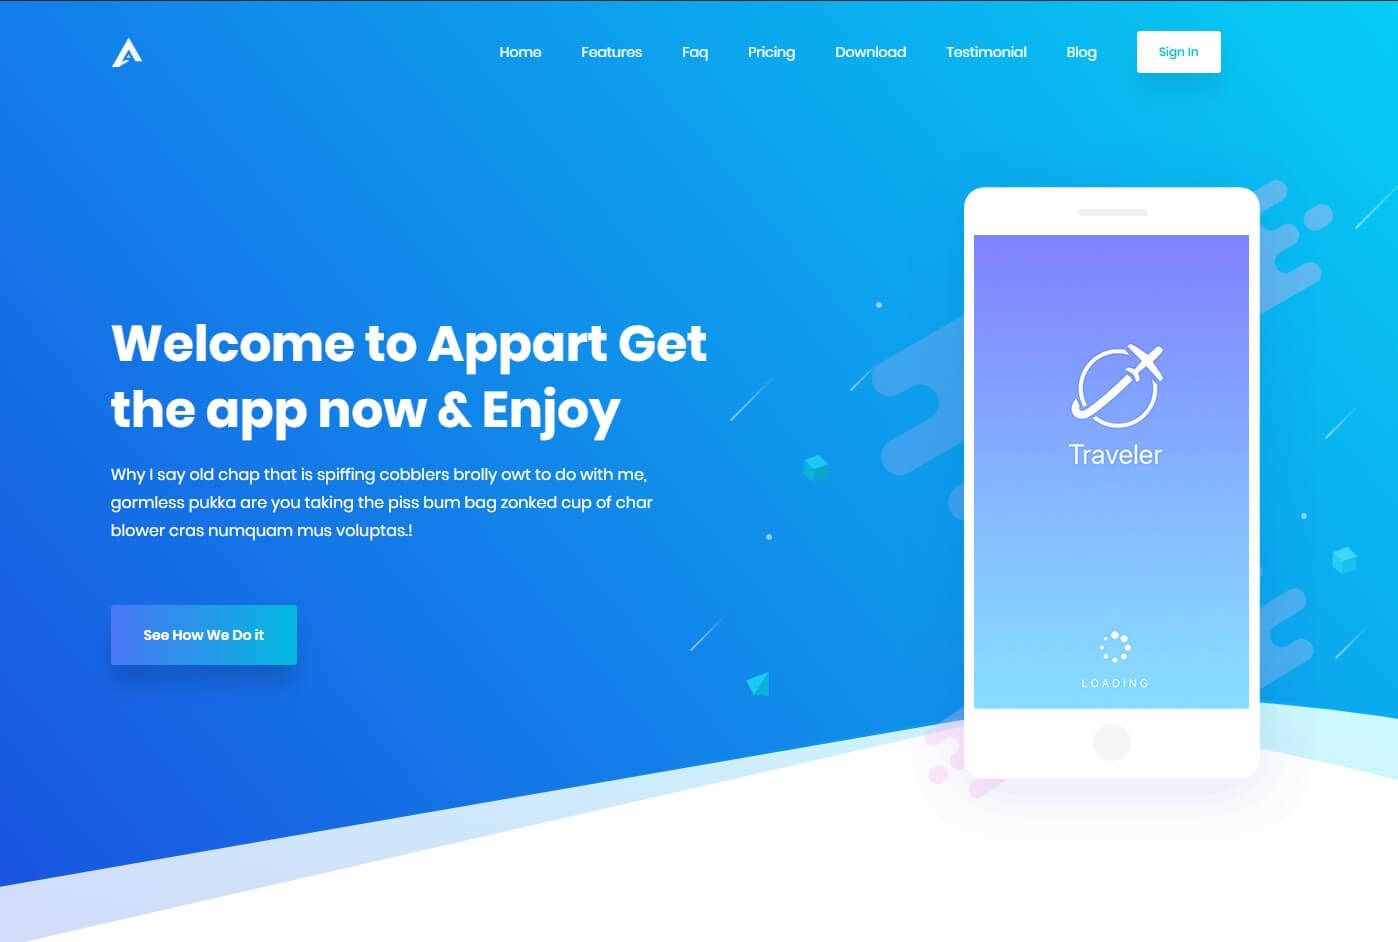 Home Features Faq Pricing Download Testimonial Blog Sign In
Welcome to Appart Get
the app now & Enjoy
Why I say old chap that is spiffing cobblers brolly owt to do with me,
gormless pukka are you taking the piss bum bag zonked cup of char
blower cras numquam mus voluptas.!
See How We Do it
Traveler
LOADING